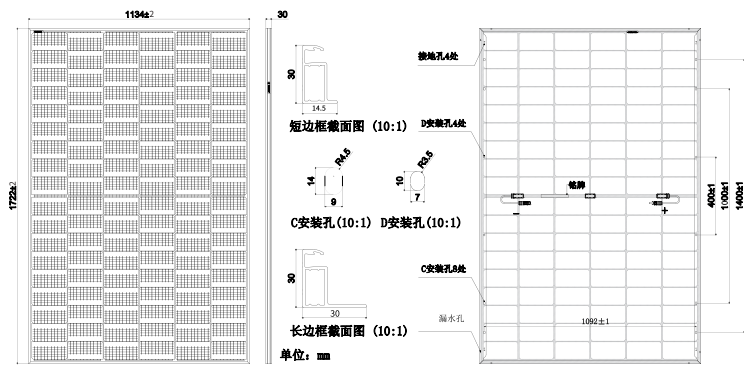 1134±2
30
1722±2
30
14.5
短边框截面图 (10:1)
14
R4.5
9
10
R3.5
7
C安装孔(10:1) D安装孔(10:1)
30
30
长边框截面图 (10:1)
单位: mm
接地孔4处
D安装孔4处
铭牌
- +
C安装孔8处
漏水孔
1092±1
400±1
1000±1
1400±1